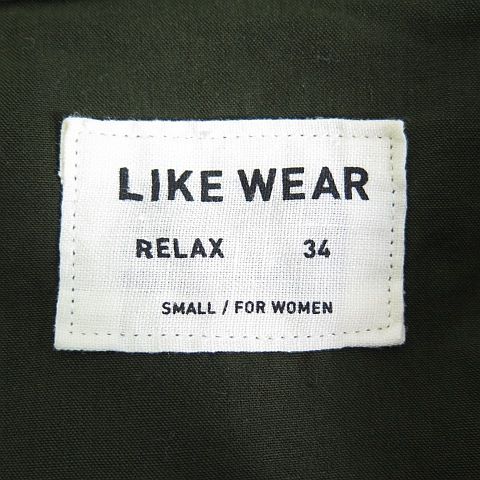 LIKE WEAR
RELAX 34
SMALL / FOR WOMEN